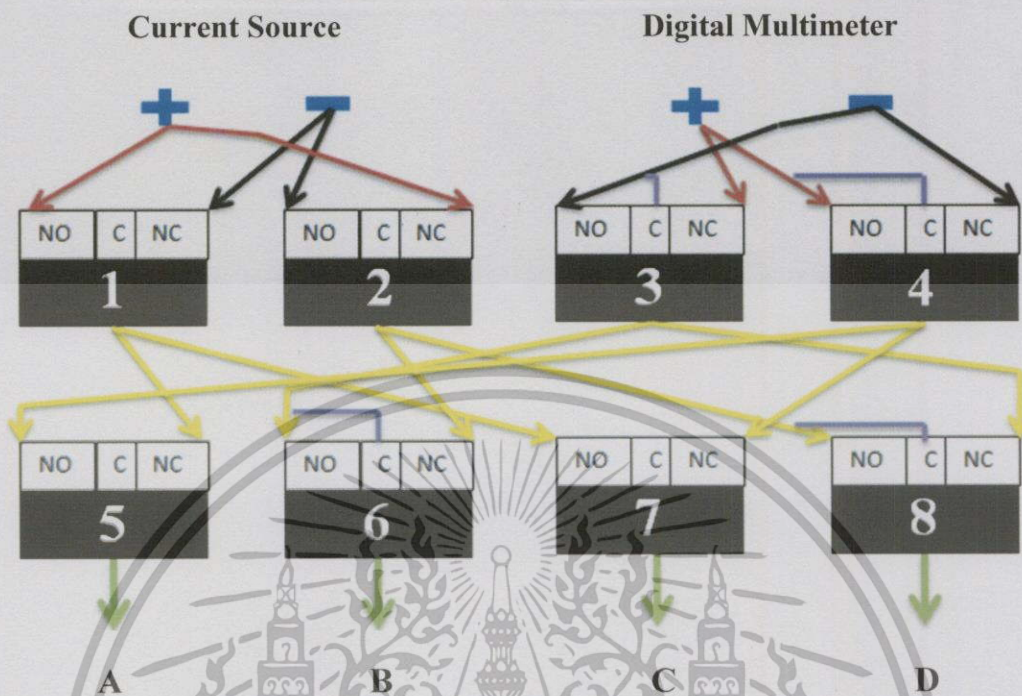 Current Source Digital Multimeter
+ − + −
NO C NC NO C NC NO C NC NO C NC
1 2 3 4
NO C NC NO C NC NO C NC NO C NC
5 6 7 8
A B C D